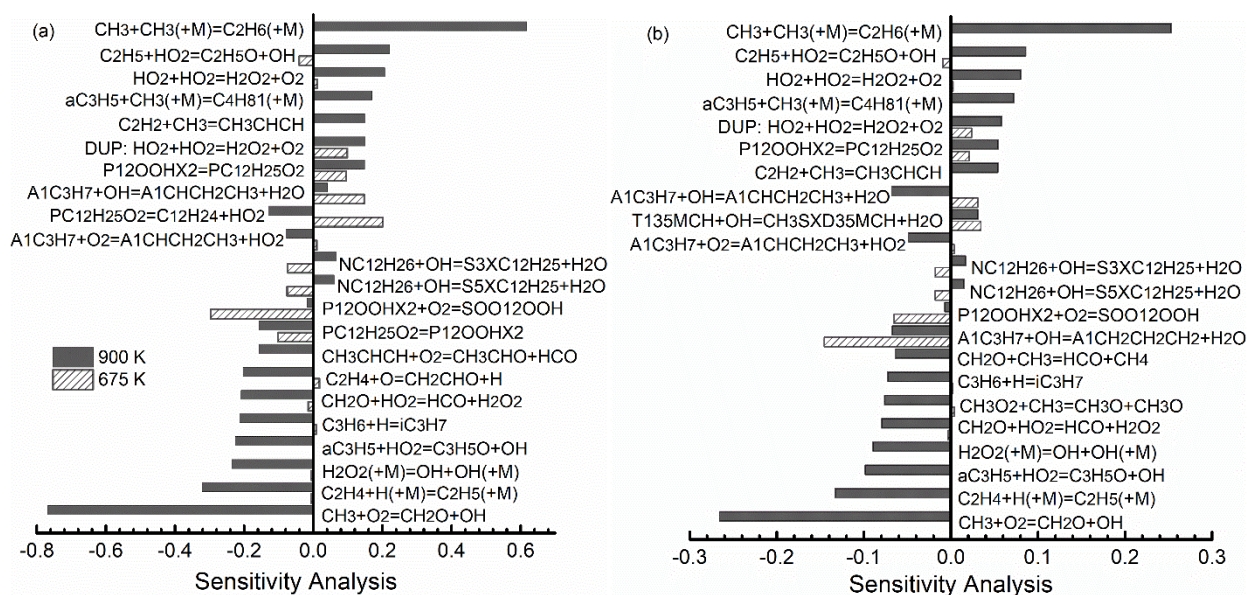 (a)
CH3+CH3(+M)=C2H6(+M)
C2H5+HO2=C2H5O+OH
HO2+HO2=H2O2+O2
aC3H5+CH3(+M)=C4H81(+M)
C2H2+CH3=CH3CHCH
DUP: HO2+HO2=H2O2+O2
P12OOHX2=PC12H25O2
A1C3H7+OH=A1CHCH2CH3+H2O
PC12H25O2=C12H24+HO2
A1C3H7+O2=A1CHCH2CH3+HO2
NC12H26+OH=S3XC12H25+H2O
NC12H26+OH=S5XC12H25+H2O
P12OOHX2+O2=SOO12OOH
PC12H25O2=P12OOHX2
CH3CHCH+O2=CH3CHO+HCO
C2H4+O=CH2CHO+H
CH2O+HO2=HCO+H2O2
C3H6+H=iC3H7
aC3H5+HO2=C3H5O+OH
H2O2(+M)=OH+OH(+M)
C2H4+H(+M)=C2H5(+M)
CH3+O2=CH2O+OH
900 K
675 K
-0.8 -0.6 -0.4 -0.2 0.0 0.2 0.4 0.6
Sensitivity Analysis
(b)
CH3+CH3(+M)=C2H6(+M)
C2H5+HO2=C2H5O+OH
HO2+HO2=H2O2+O2
aC3H5+CH3(+M)=C4H81(+M)
DUP: HO2+HO2=H2O2+O2
P12OOHX2=PC12H25O2
C2H2+CH3=CH3CHCH
A1C3H7+OH=A1CHCH2CH3+H2O
T135MCH+OH=CH3SXD35MCH+H2O
A1C3H7+O2=A1CHCH2CH3+HO2
NC12H26+OH=S3XC12H25+H2O
NC12H26+OH=S5XC12H25+H2O
P12OOHX2+O2=SOO12OOH
A1C3H7+OH=A1CH2CH2CH2+H2O
CH2O+CH3=HCO+CH4
C3H6+H=iC3H7
CH3O2+CH3=CH3O+CH3O
CH2O+HO2=HCO+H2O2
H2O2(+M)=OH+OH(+M)
aC3H5+HO2=C3H5O+OH
C2H4+H(+M)=C2H5(+M)
CH3+O2=CH2O+OH
-0.3 -0.2 -0.1 0.0 0.1 0.2 0.3
Sensitivity Analysis